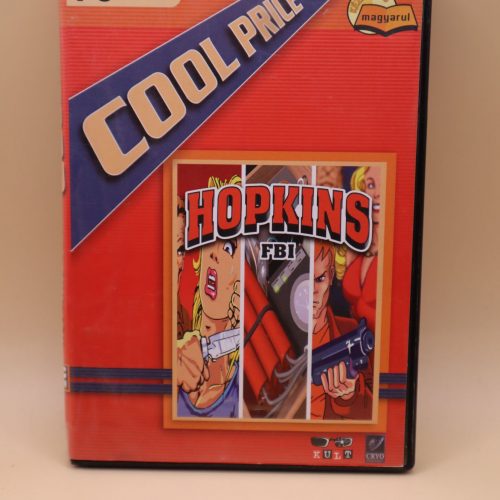 COOL PRICE
magyarul
HOPKINS
FBI
KULT
CRYO